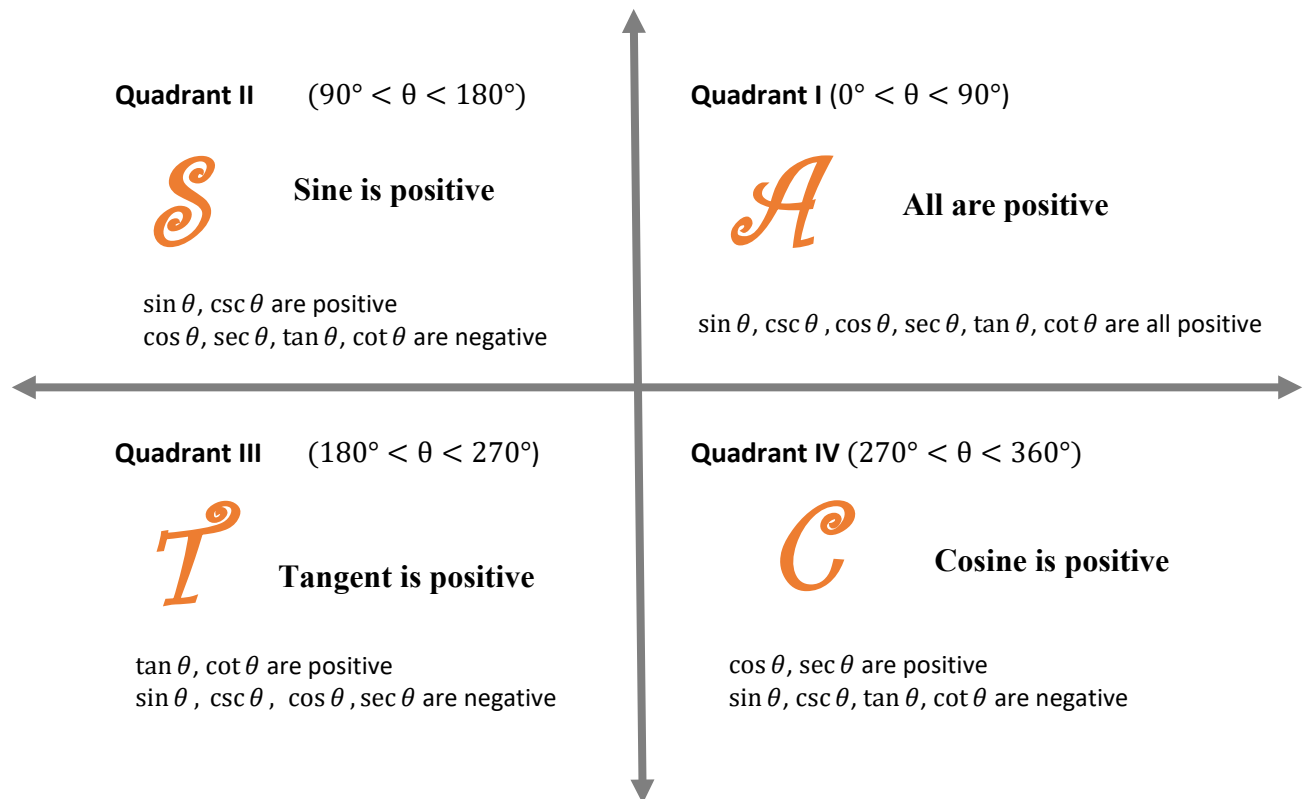 Quadrant II (90° < θ < 180°)
S
Sine is positive
sin θ, csc θ are positive
cos θ, sec θ, tan θ, cot θ are negative
Quadrant I (0° < θ < 90°)
A
All are positive
sin θ, csc θ , cos θ, sec θ, tan θ, cot θ are all positive
Quadrant III (180° < θ < 270°)
T
Tangent is positive
tan θ, cot θ are positive
sin θ , csc θ , cos θ , sec θ are negative
Quadrant IV (270° < θ < 360°)
C
Cosine is positive
cos θ, sec θ are positive
sin θ, csc θ, tan θ, cot θ are negative